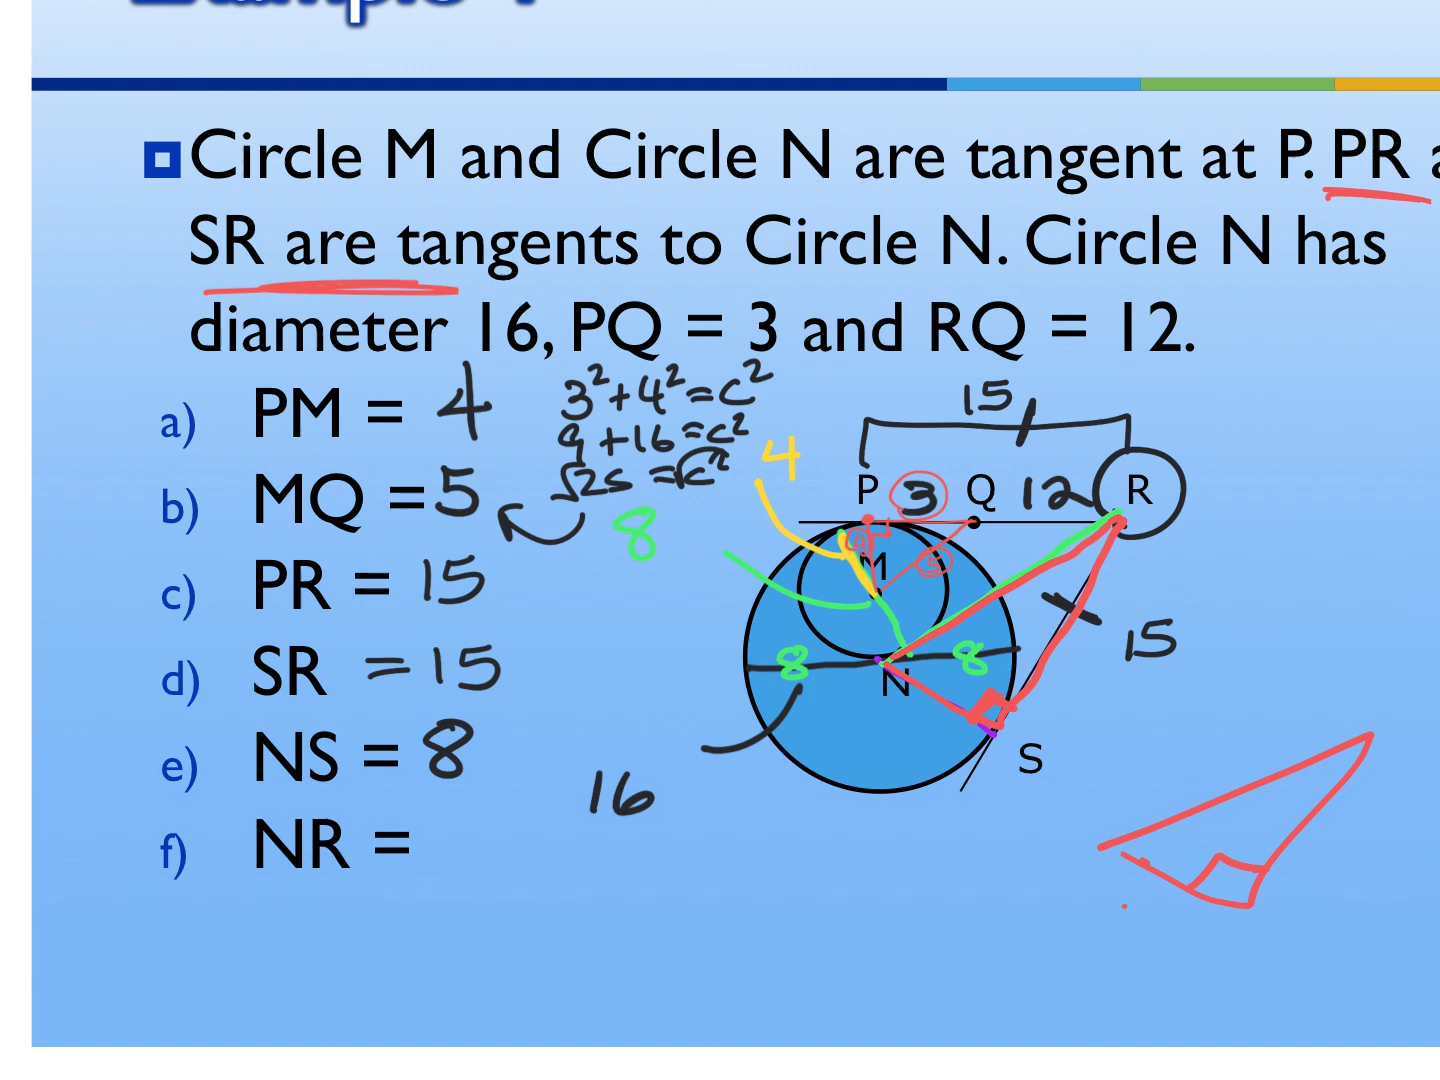 Circle M and Circle N are tangent at P. PR a
SR are tangents to Circle N. Circle N has
diameter 16, PQ = 3 and RQ = 12.
a) PM = 4
3² + 4² = c²
9 + 16 = c²
√25 = √c²
b) MQ = 5
c) PR = 15
d) SR = 15
e) NS = 8
f) NR =
15
4
P 3 Q 12 R
8
4
M
5
8 8
N
15
S
16